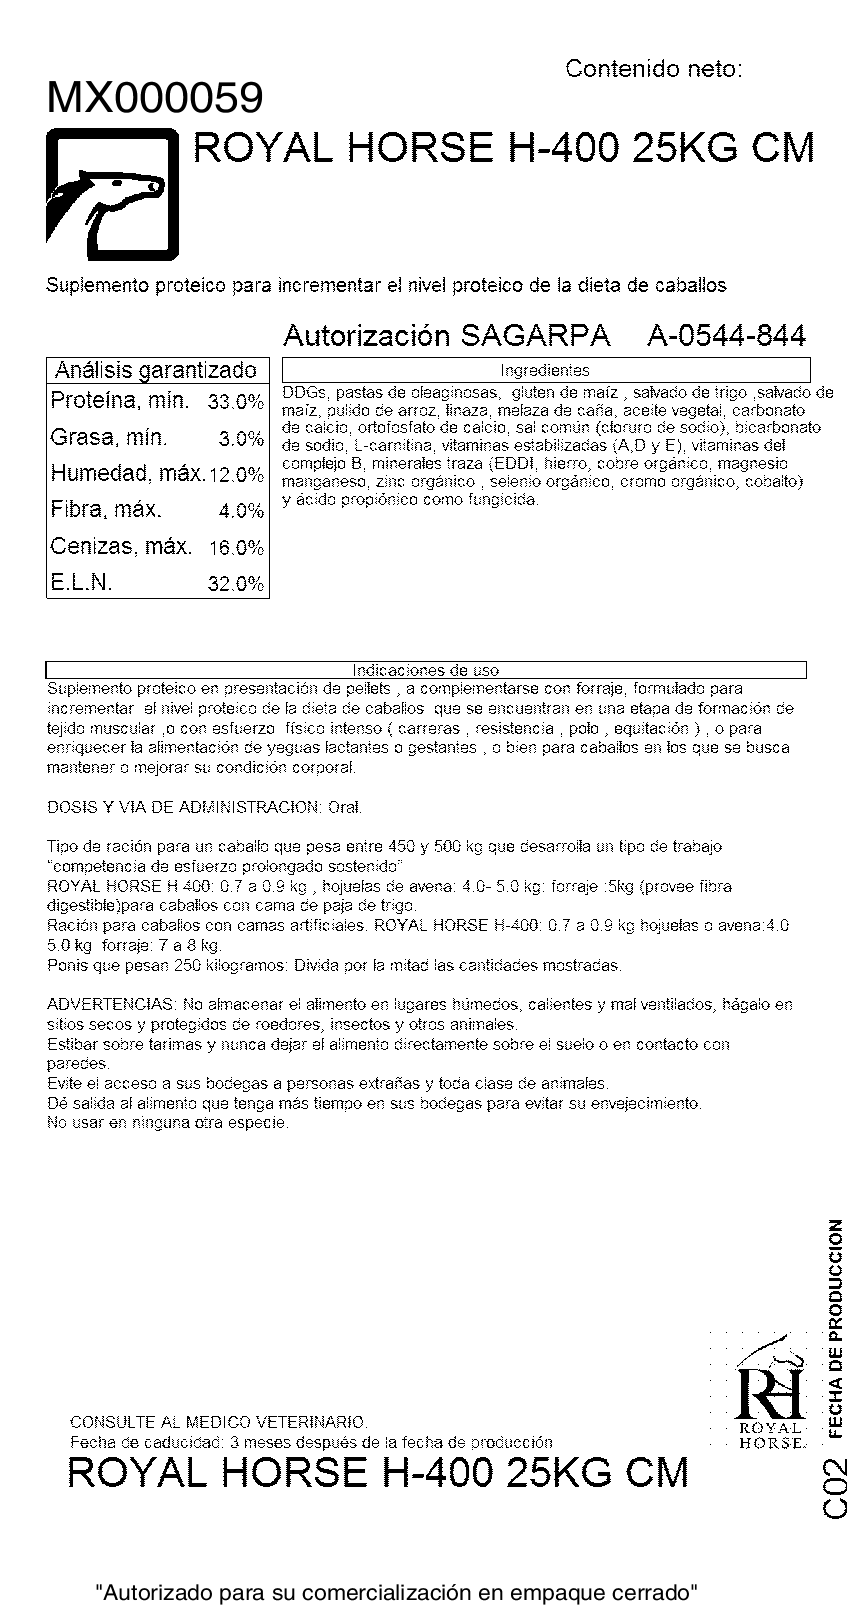 Contenido neto:
MX000059
ROYAL HORSE H-400 25KG CM
Suplemento proteico para incrementar el nivel proteico de la dieta de caballos
Autorización SAGARPA A-0544-844
Análisis garantizado
Proteína, mín. 33.0%
Grasa, mín. 3.0%
Humedad, máx. 12.0%
Fibra, máx. 4.0%
Cenizas, máx. 16.0%
E.L.N. 32.0%
Ingredientes
DDGs, pastas de oleaginosas, gluten de maíz , salvado de trigo ,salvado de
maíz, pulido de arroz, linaza, melaza de caña, aceite vegetal, carbonato
de calcio, ortofosfato de calcio, sal común (cloruro de sodio), bicarbonato
de sodio, L-carnitina, vitaminas estabilizadas (A,D y E), vitaminas del
complejo B, minerales traza (EDDI, hierro, cobre orgánico, magnesio
manganeso, zinc orgánico , selenio orgánico, cromo orgánico, cobalto)
y ácido propiónico como fungicida.
Indicaciones de uso
Suplemento proteico en presentación de pellets , a complementarse con forraje, formulado para
incrementar el nivel proteico de la dieta de caballos que se encuentran en una etapa de formación de
tejido muscular ,o con esfuerzo físico intenso ( carreras , resistencia , polo , equitación ) , o para
enriquecer la alimentación de yeguas lactantes o gestantes , o bien para caballos en los que se busca
mantener o mejorar su condición corporal.
DOSIS Y VIA DE ADMINISTRACION: Oral.
Tipo de ración para un caballo que pesa entre 450 y 500 kg que desarrolla un tipo de trabajo
“competencia de esfuerzo prolongado sostenido”
ROYAL HORSE H 400: 0.7 a 0.9 kg , hojuelas de avena: 4.0- 5.0 kg: forraje :5kg (provee fibra
digestible)para caballos con cama de paja de trigo.
Ración para caballos con camas artificiales. ROYAL HORSE H-400: 0.7 a 0.9 kg hojuelas o avena:4.0
5.0 kg forraje: 7 a 8 kg.
Ponis que pesan 250 kilogramos: Divida por la mitad las cantidades mostradas.
ADVERTENCIAS: No almacenar el alimento en lugares húmedos, calientes y mal ventilados, hágalo en
sitios secos y protegidos de roedores, insectos y otros animales.
Estibar sobre tarimas y nunca dejar el alimento directamente sobre el suelo o en contacto con
paredes.
Evite el acceso a sus bodegas a personas extrañas y toda clase de animales.
Dé salida al alimento que tenga más tiempo en sus bodegas para evitar su envejecimiento.
No usar en ninguna otra especie.
FECHA DE PRODUCCION
RH
ROYAL
HORSE
CONSULTE AL MEDICO VETERINARIO.
Fecha de caducidad: 3 meses después de la fecha de producción
ROYAL HORSE H-400 25KG CM
C02
"Autorizado para su comercialización en empaque cerrado"